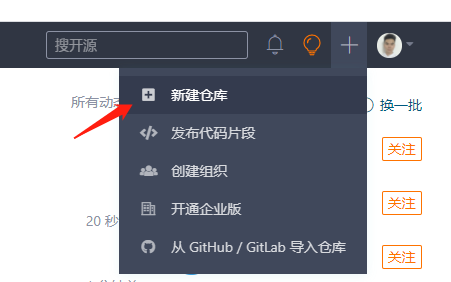 搜开源
所有动
新建仓库
换一批
发布代码片段
关注
创建组织
开通企业版
关注
20 秒
从 GitHub / GitLab 导入仓库
关注